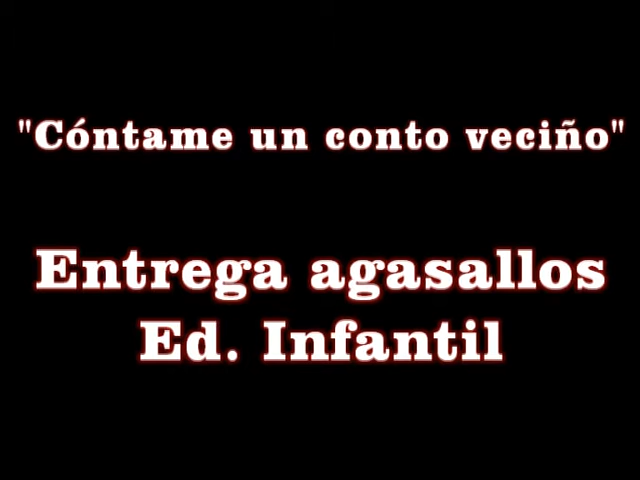 "Cóntame un conto veciño"
Entrega agasallos
Ed. Infantil